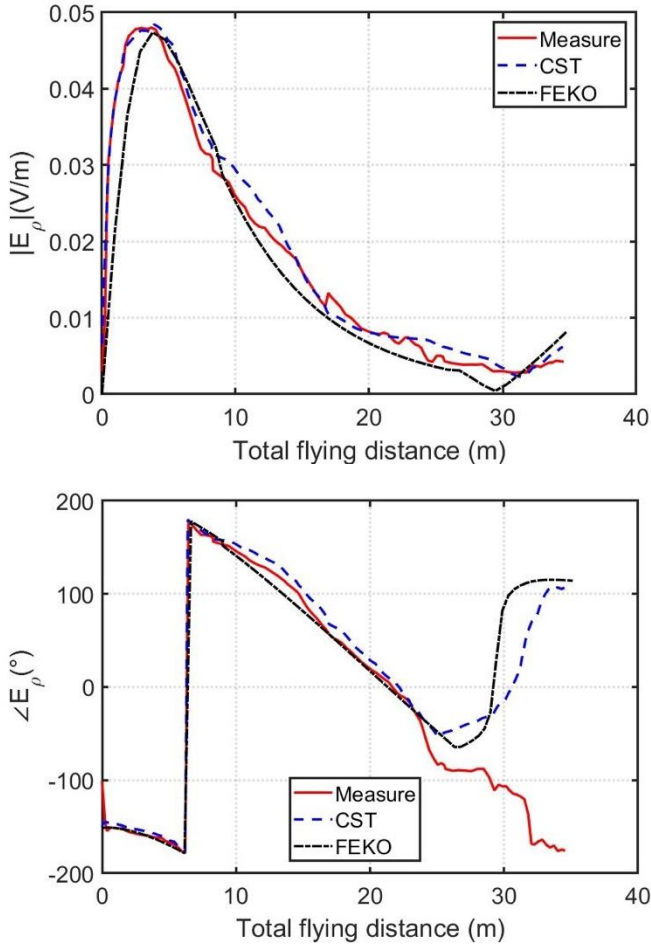 0.05
0.04
0.03
0.02
0.01
0
|E_ρ|(V/m)
Measure
CST
FEKO
0 10 20 30 40
Total flying distance (m)
200
100
0
-100
-200
∠E_ρ(°)
Measure
CST
FEKO
0 10 20 30 40
Total flying distance (m)